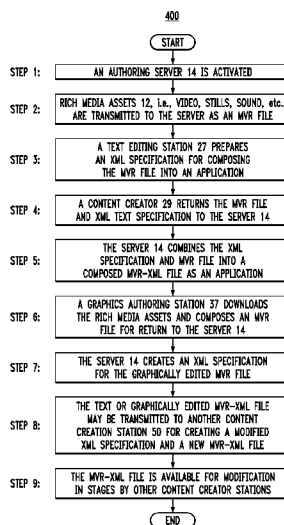 400
START
STEP 1:
AN AUTHORING SERVER 14 IS ACTIVATED
STEP 2:
RICH MEDIA ASSETS 12, i.e., VIDEO, STILLS, SOUND, etc.
ARE TRANSMITTED TO THE SERVER AS AN MVR FILE
STEP 3:
A TEXT EDITING STATION 27 PREPARES
AN XML SPECIFICATION FOR COMPOSING
THE MVR FILE INTO AN APPLICATION
STEP 4:
A CONTENT CREATOR 29 RETURNS THE MVR FILE
AND XML TEXT SPECIFICATION TO THE SERVER 14
STEP 5:
THE SERVER 14 COMBINES THE XML
SPECIFICATION AND MVR FILE INTO A
COMPOSED MVR-XML FILE AS AN APPLICATION
STEP 6:
A GRAPHICS AUTHORING STATION 37 DOWNLOADS
THE RICH MEDIA ASSETS AND COMPOSES AN MVR
FILE FOR RETURN TO THE SERVER 14
STEP 7:
THE SERVER 14 CREATES AN XML SPECIFICATION
FOR THE GRAPHICALLY EDITED MVR FILE
STEP 8:
THE TEXT OR GRAPHICALLY EDITED MVR-XML FILE
MAY BE TRANSMITTED TO ANOTHER CONTENT
CREATION STATION 50 FOR CREATING A MODIFIED
XML SPECIFICATION AND A NEW MVR-XML FILE
STEP 9:
THE MVR-XML FILE IS AVAILABLE FOR MODIFICATION
IN STAGES BY OTHER CONTENT CREATOR STATIONS
END